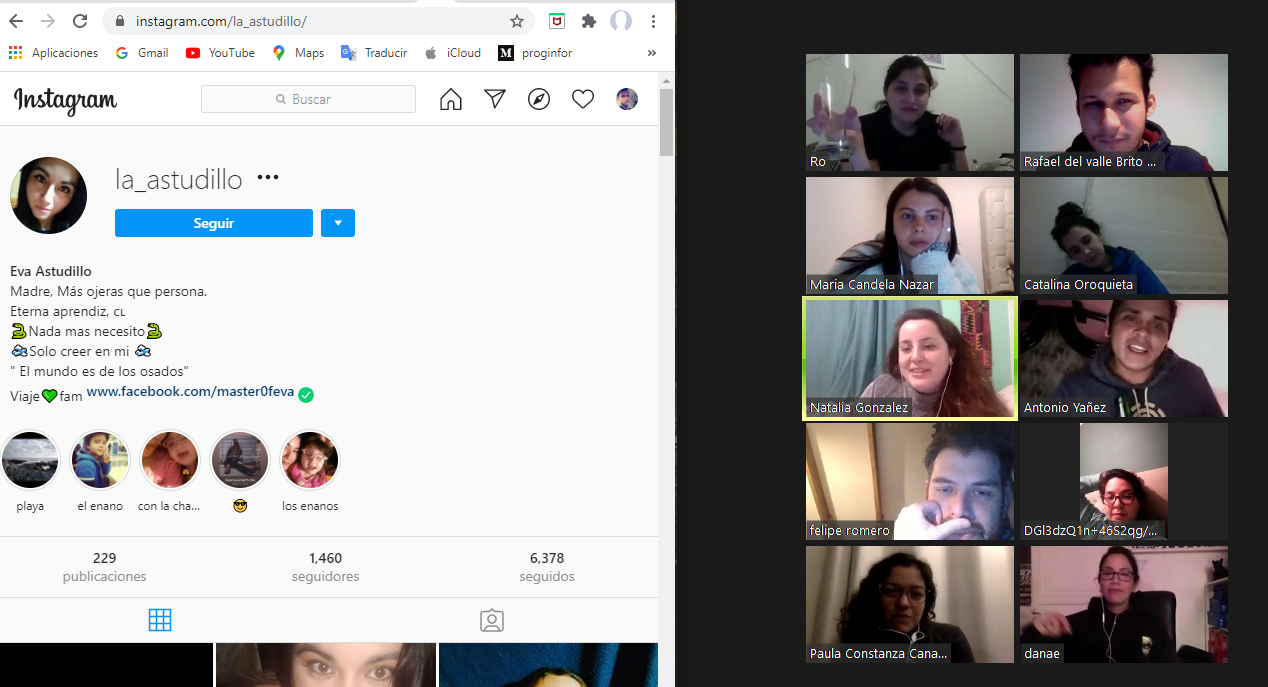 instagram.com/la_astudillo/
Aplicaciones Gmail YouTube Maps Traducir iCloud M proginfor »
Instagram
Buscar
la_astudillo •••
Seguir
Eva Astudillo
Madre, Más ojeras que persona.
Eterna aprendiz, CL
🐍Nada mas necesito🐍
Solo creer en mi
" El mundo es de los osados"
Viaje💚fam www.facebook.com/master0feva ✅
playa el enano con la cha... 😎 los enanos
229 1,460 6,378
publicaciones seguidores seguidos
Ro
Rafael del valle Brito ...
Maria Candela Nazar
Catalina Oroquieta
Natalia Gonzalez
Antonio Yañez
felipe romero
DGl3dzQ1n+46S2qg/...
Paula Constanza Cana...
danae